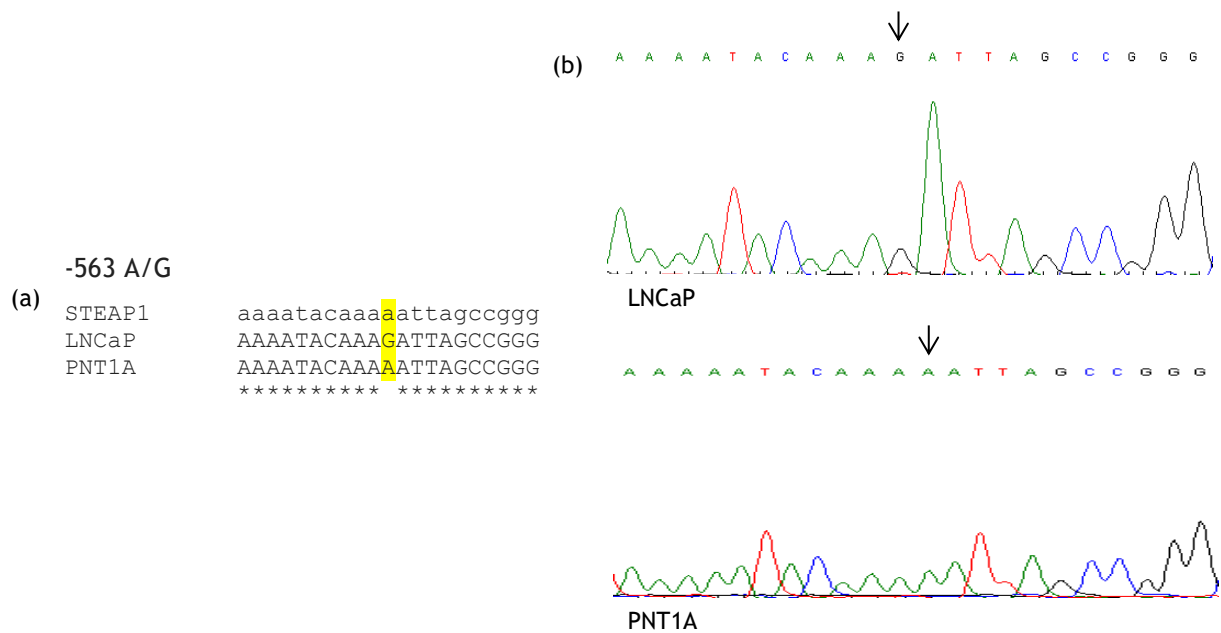 (a)
-563 A/G
STEAP1 aaaatacaaaaattagccggg
LNCaP AAAATACAAAGATTAGCCGGG
PNT1A AAAATACAAAAATTAGCCGGG
********** **********
(b)
A A A A T A C A A A G A T T A G C C G G G
LNCaP
A A A A A T A C A A A A A T T A G C C G G G
PNT1A